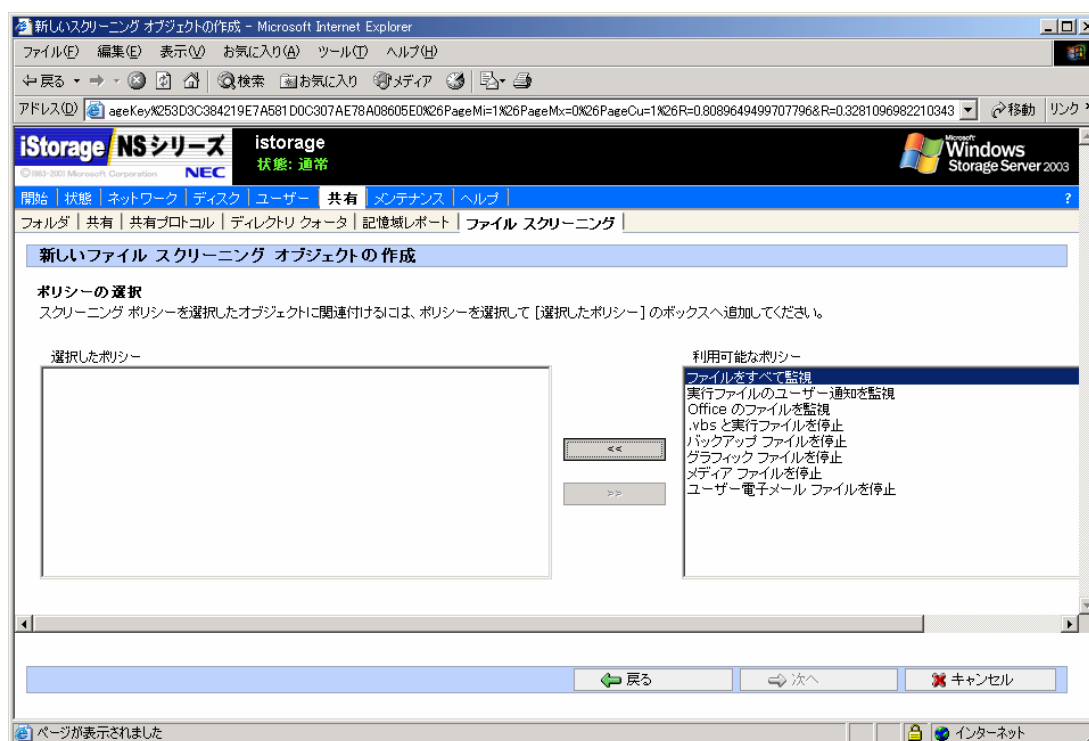 新しいスクリーニング オブジェクトの作成 - Microsoft Internet Explorer
ファイル(F) 編集(E) 表示(V) お気に入り(A) ツール(T) ヘルプ(H)
戻る 検索 お気に入り メディア
アドレス(D) ageKey%253D3C384219E7A581D0C307AE78A08605E0%26PageMi=1%26PageMx=0%26PageCu=1%26R=0.8089649499707796&R=0.3281096982210343 移動 リンク
iStorage NSシリーズ
©1983-2001 Microsoft Corporation NEC
istorage
状態: 通常
Microsoft
Windows
Storage Server 2003
開始 状態 ネットワーク ディスク ユーザー 共有 メンテナンス ヘルプ ?
フォルダ 共有 共有プロトコル ディレクトリ クォータ 記憶域レポート ファイル スクリーニング
新しいファイル スクリーニング オブジェクトの作成
ポリシーの選択
スクリーニング ポリシーを選択したオブジェクトに関連付けるには、ポリシーを選択して [選択したポリシー] のボックスへ追加してください。
選択したポリシー
<<
>>
利用可能なポリシー
ファイルをすべて監視
実行ファイルのユーザー通知を監視
Office のファイルを監視
.vbs と実行ファイルを停止
バックアップ ファイルを停止
グラフィック ファイルを停止
メディア ファイルを停止
ユーザー電子メール ファイルを停止
戻る 次へ キャンセル
ページが表示されました インターネット